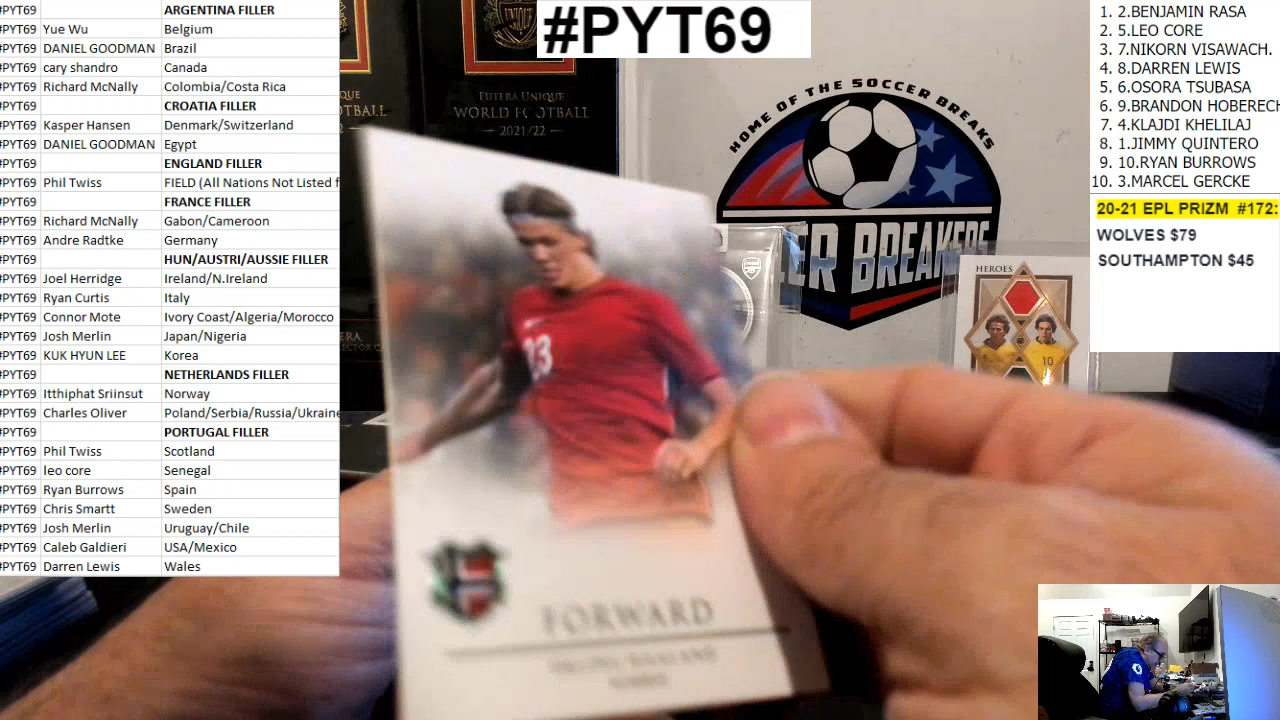 #PYT69 ARGENTINA FILLER
#PYT69 Yue Wu Belgium
#PYT69 DANIEL GOODMAN Brazil
#PYT69 cary shandro Canada
#PYT69 Richard McNally Colombia/Costa Rica
#PYT69 CROATIA FILLER
#PYT69 Kasper Hansen Denmark/Switzerland
#PYT69 DANIEL GOODMAN Egypt
#PYT69 ENGLAND FILLER
#PYT69 Phil Twiss FIELD (All Nations Not Listed f
#PYT69 FRANCE FILLER
#PYT69 Richard McNally Gabon/Cameroon
#PYT69 Andre Radtke Germany
#PYT69 HUN/AUSTRI/AUSSIE FILLER
#PYT69 Joel Herridge Ireland/N.Ireland
#PYT69 Ryan Curtis Italy
#PYT69 Connor Mote Ivory Coast/Algeria/Morocco
#PYT69 Josh Merlin Japan/Nigeria
#PYT69 KUK HYUN LEE Korea
#PYT69 NETHERLANDS FILLER
#PYT69 Itthiphat Sriinsut Norway
#PYT69 Charles Oliver Poland/Serbia/Russia/Ukraine
#PYT69 PORTUGAL FILLER
#PYT69 Phil Twiss Scotland
#PYT69 leo core Senegal
#PYT69 Ryan Burrows Spain
#PYT69 Chris Smartt Sweden
#PYT69 Josh Merlin Uruguay/Chile
#PYT69 Caleb Galdieri USA/Mexico
#PYT69 Darren Lewis Wales
#PYT69
UNIQUE
FUTERA UNIQUE
WORLD FOOTBALL
2021/22
TBALL
HOME OF THE SOCCER BREAKS
ER BREAKERS
HEROES
10
23
FORWARD
1. 2.BENJAMIN RASA
2. 5.LEO CORE
3. 7.NIKORN VISAWACH.
4. 8.DARREN LEWIS
5. 6.OSORA TSUBASA
6. 9.BRANDON HOBERECH
7. 4.KLAJDI KHELILAJ
8. 1.JIMMY QUINTERO
9. 10.RYAN BURROWS
10. 3.MARCEL GERCKE
20-21 EPL PRIZM #172:
WOLVES $79
SOUTHAMPTON $45